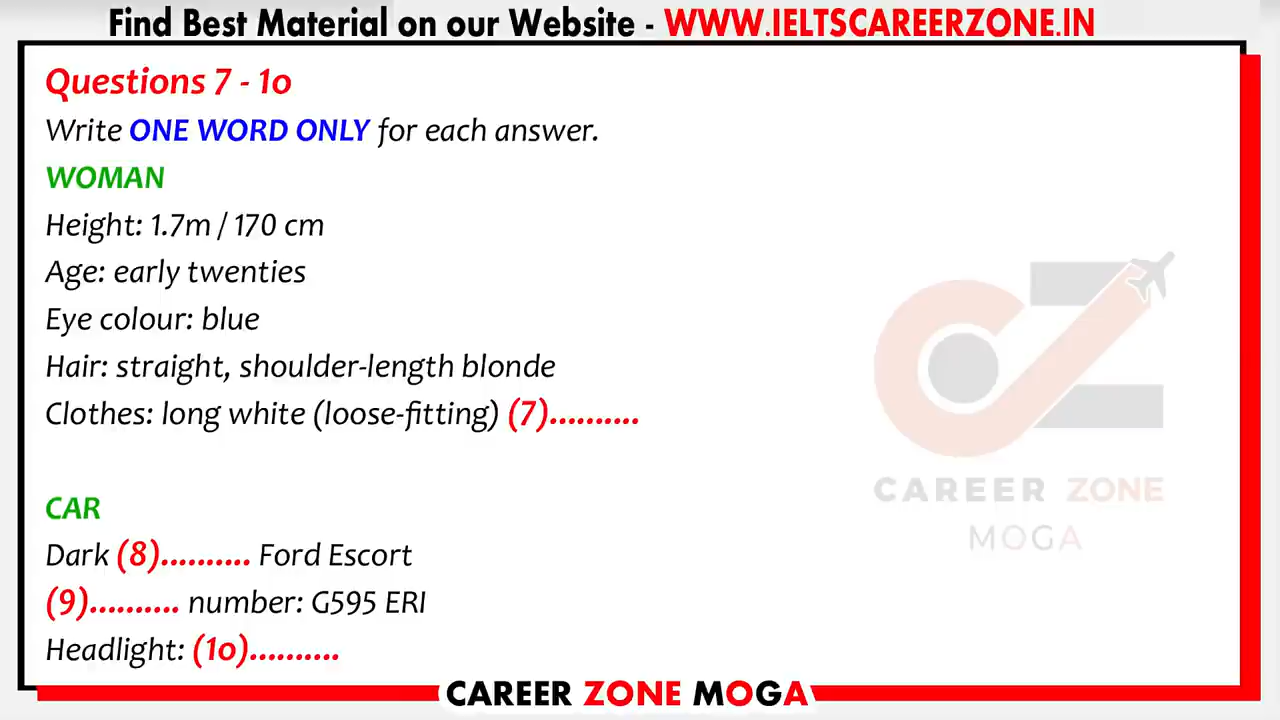 Find Best Material on our Website - WWW.IELTSCAREERZONE.IN
Questions 7 - 10
Write ONE WORD ONLY for each answer.
WOMAN
Height: 1.7m / 170 cm
Age: early twenties
Eye colour: blue
Hair: straight, shoulder-length blonde
Clothes: long white (loose-fitting) (7)..........
CAR
Dark (8).......... Ford Escort
(9).......... number: G595 ERI
Headlight: (10)..........
CAREER ZONE
MOGA
CAREER ZONE MOGA